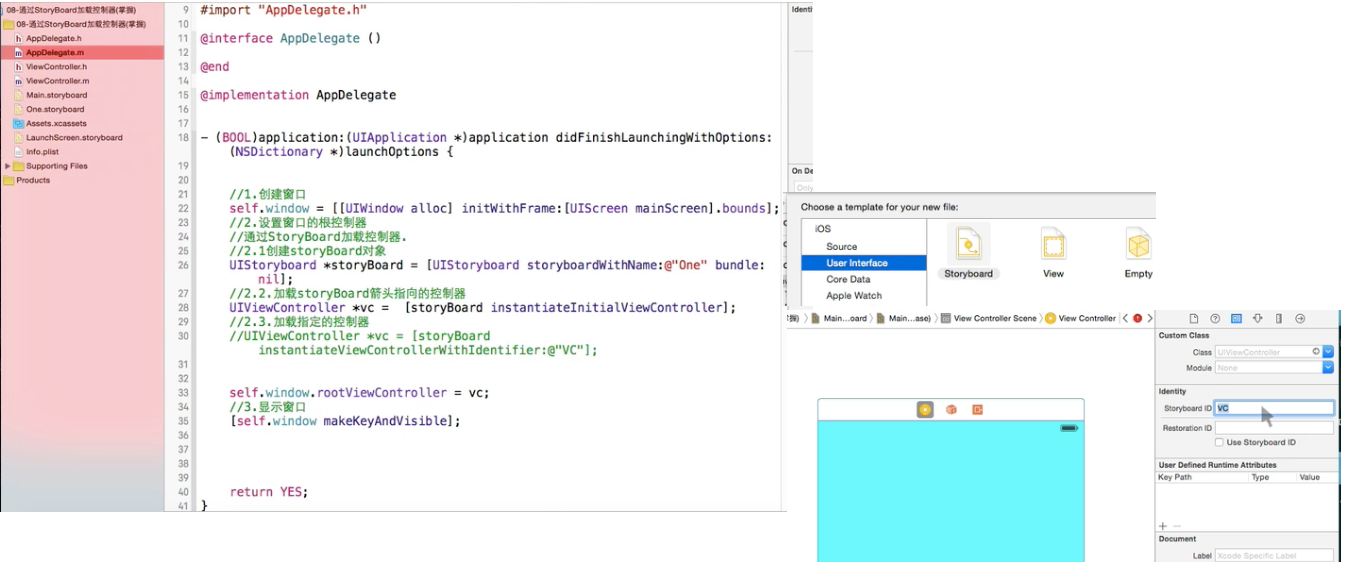 08-通过StoryBoard加载控制器(掌握)
08-通过StoryBoard加载控制器(掌握)
h AppDelegate.h
m AppDelegate.m
h ViewController.h
m ViewController.m
Main.storyboard
One.storyboard
Assets.xcassets
LaunchScreen.storyboard
Info.plist
Supporting Files
Products
9 #import "AppDelegate.h"
10
11 @interface AppDelegate ()
12
13 @end
14
15 @implementation AppDelegate
16
17
18 - (BOOL)application:(UIApplication *)application didFinishLaunchingWithOptions:
(NSDictionary *)launchOptions {
19
20
21 //1.创建窗口
22 self.window = [[UIWindow alloc] initWithFrame:[UIScreen mainScreen].bounds];
23 //2.设置窗口的根控制器
24 //通过StoryBoard加载控制器.
25 //2.1创建storyBoard对象
26 UIStoryboard *storyBoard = [UIStoryboard storyboardWithName:@"One" bundle:
nil];
27 //2.2.加载storyBoard箭头指向的控制器
28 UIViewController *vc =  [storyBoard instantiateInitialViewController];
29 //2.3.加载指定的控制器
30 //UIViewController *vc = [storyBoard
instantiateViewControllerWithIdentifier:@"VC"];
31
32
33 self.window.rootViewController = vc;
34 //3.显示窗口
35 [self.window makeKeyAndVisible];
36
37
38
39
40 return YES;
41 }
Identi
On De
Only
Choose a template for your new file:
iOS
Source
User Interface
Core Data
Apple Watch
Storyboard
View
Empty
握) Main...oard Main...ase) View Controller Scene View Controller
Custom Class
Class UIViewController
Module None
Identity
Storyboard ID VC
Restoration ID
Use Storyboard ID
User Defined Runtime Attributes
Key Path Type Value
+ −
Document
Label Xcode Specific Label